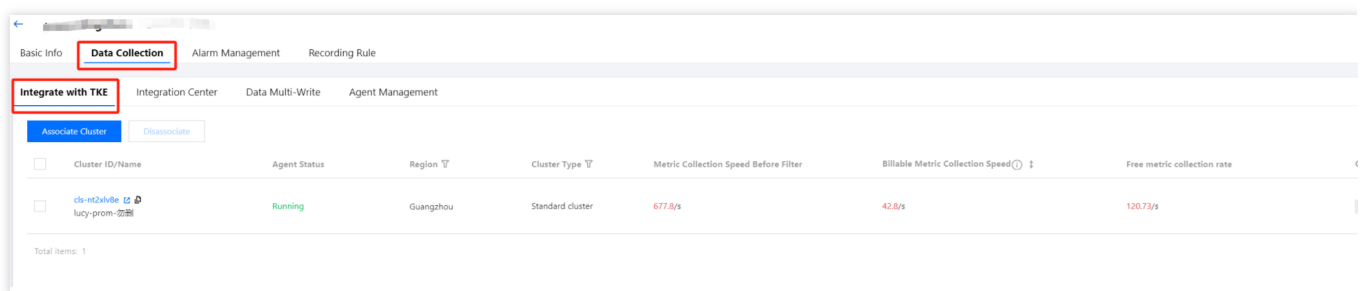 Basic Info Data Collection Alarm Management Recording Rule
Integrate with TKE Integration Center Data Multi-Write Agent Management
Associate Cluster Disassociate
Cluster ID/Name Agent Status Region Cluster Type Metric Collection Speed Before Filter Billable Metric Collection Speed Free metric collection rate
cls-nt2xlv8e
Running Guangzhou Standard cluster 677.8/s 42.8/s 120.73/s
lucy-prom-勿删
Total items: 1